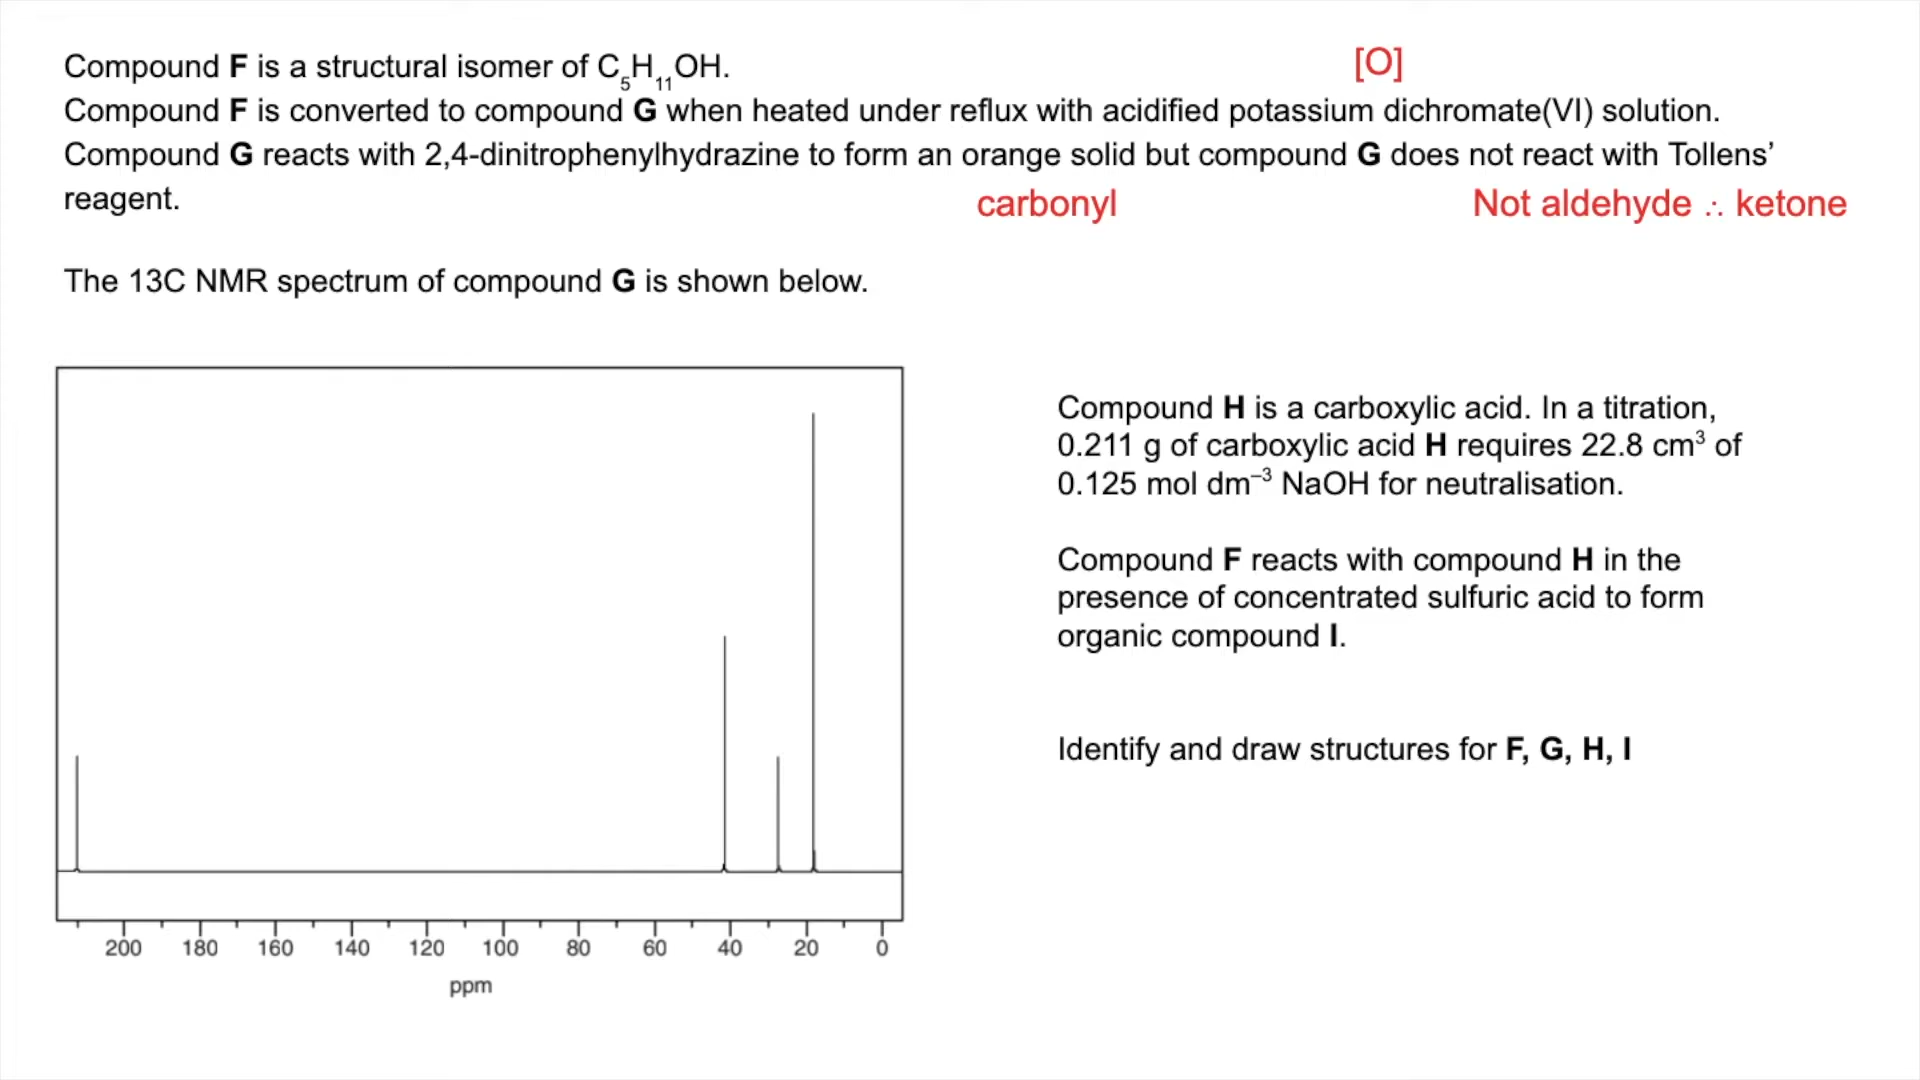 [O]
Compound F is a structural isomer of C₅H₁₁OH.
Compound F is converted to compound G when heated under reflux with acidified potassium dichromate(VI) solution.
Compound G reacts with 2,4-dinitrophenylhydrazine to form an orange solid but compound G does not react with Tollens’
reagent.
carbonyl
Not aldehyde ∴ ketone
The 13C NMR spectrum of compound G is shown below.
200 180 160 140 120 100 80 60 40 20 0
ppm
Compound H is a carboxylic acid. In a titration,
0.211 g of carboxylic acid H requires 22.8 cm³ of
0.125 mol dm⁻³ NaOH for neutralisation.
Compound F reacts with compound H in the
presence of concentrated sulfuric acid to form
organic compound I.
Identify and draw structures for F, G, H, I